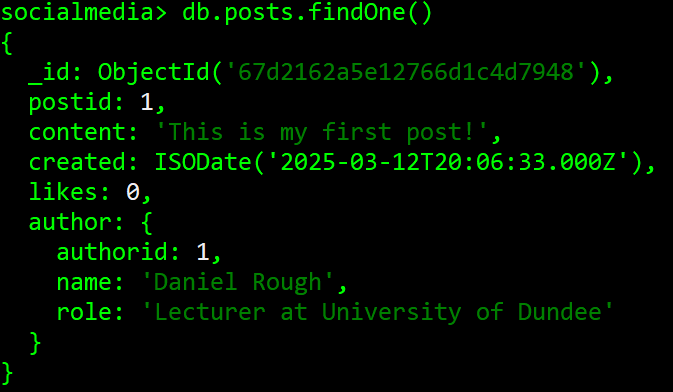 socialmedia> db.posts.findOne()
{
  _id: ObjectId('67d2162a5e12766d1c4d7948'),
  postid: 1,
  content: 'This is my first post!',
  created: ISODate('2025-03-12T20:06:33.000Z'),
  likes: 0,
  author: {
    authorid: 1,
    name: 'Daniel Rough',
    role: 'Lecturer at University of Dundee'
  }
}